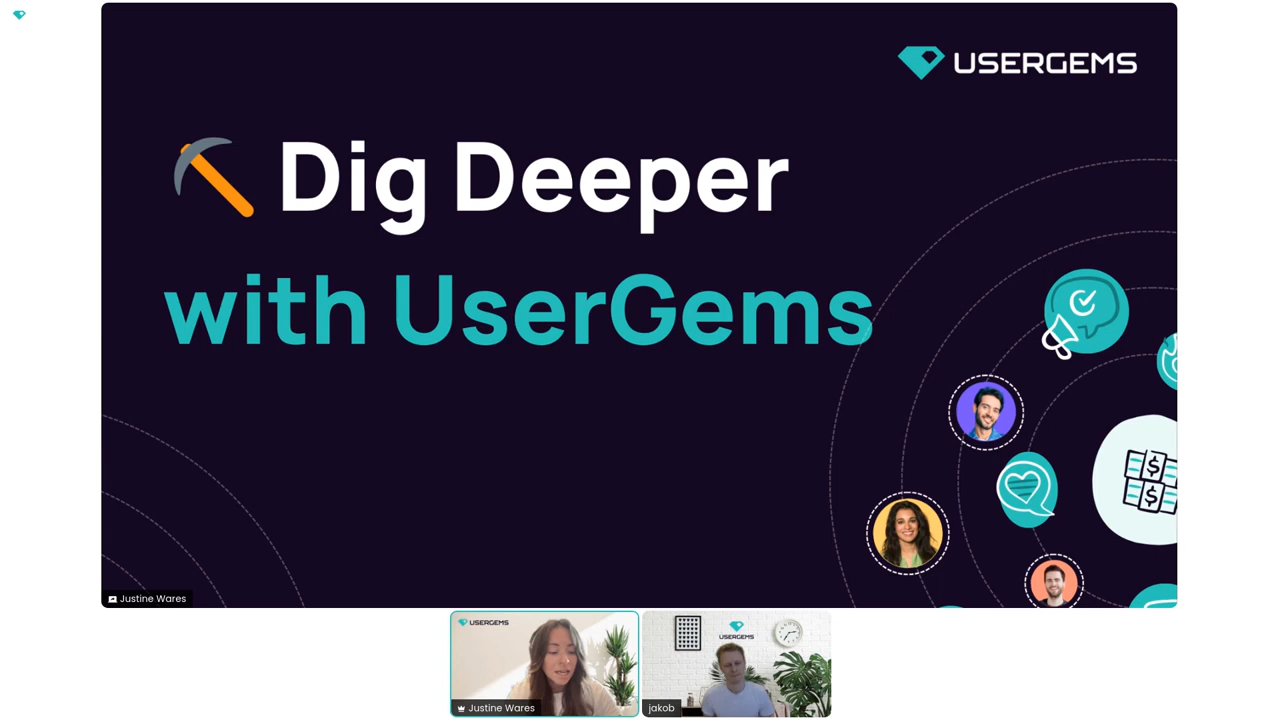 USERGEMS
Dig Deeper
with UserGems
$
$
Justine Wares
USERGEMS
Justine Wares
USERGEMS
jakob